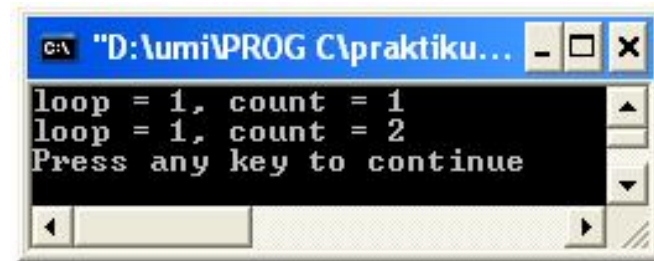 "D:\umi\PROG C\praktiku...
loop = 1, count = 1
loop = 1, count = 2
Press any key to continue